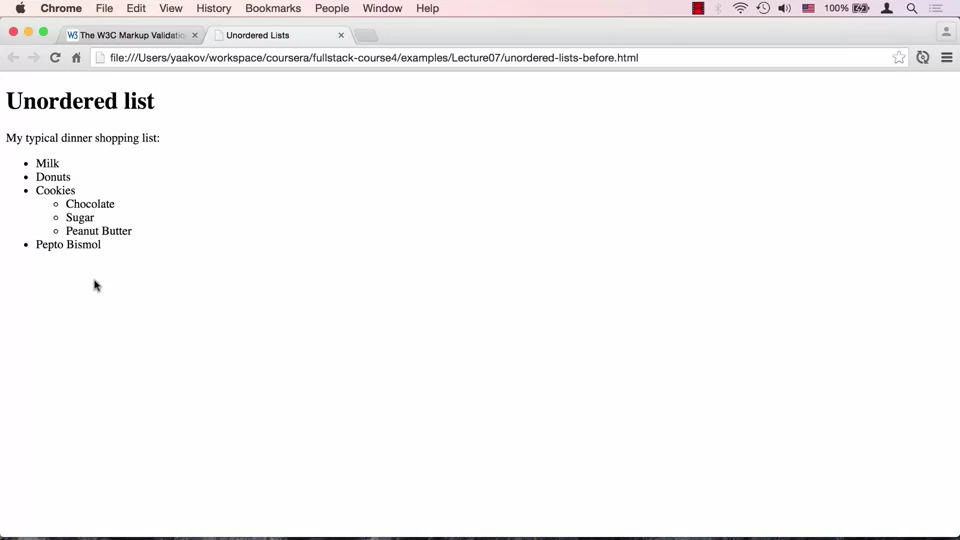 Chrome File Edit View History Bookmarks People Window Help 100%
The W3C Markup Validatio Unordered Lists
file:///Users/yaakov/workspace/coursera/fullstack-course4/examples/Lecture07/unordered-lists-before.html
Unordered list
My typical dinner shopping list:
Milk
Donuts
Cookies
Chocolate
Sugar
Peanut Butter
Pepto Bismol